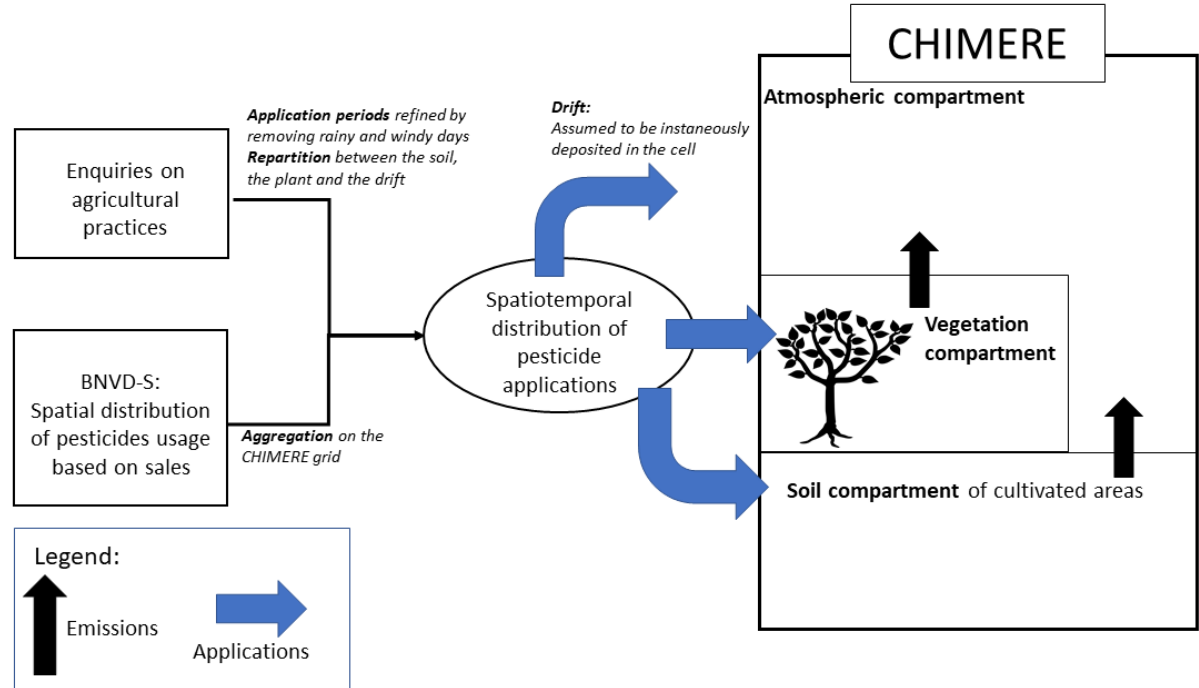 CHIMERE
Atmospheric compartment
Application periods refined by
removing rainy and windy days
Repartition between the soil,
the plant and the drift
Drift:
Assumed to be instaneously
deposited in the cell
Enquiries on
agricultural
practices
Spatiotemporal
distribution of
pesticide
applications
Vegetation
compartment
BNVD-S:
Spatial distribution
of pesticides usage
based on sales
Aggregation on the
CHIMERE grid
Soil compartment of cultivated areas
Legend:
Emissions
Applications